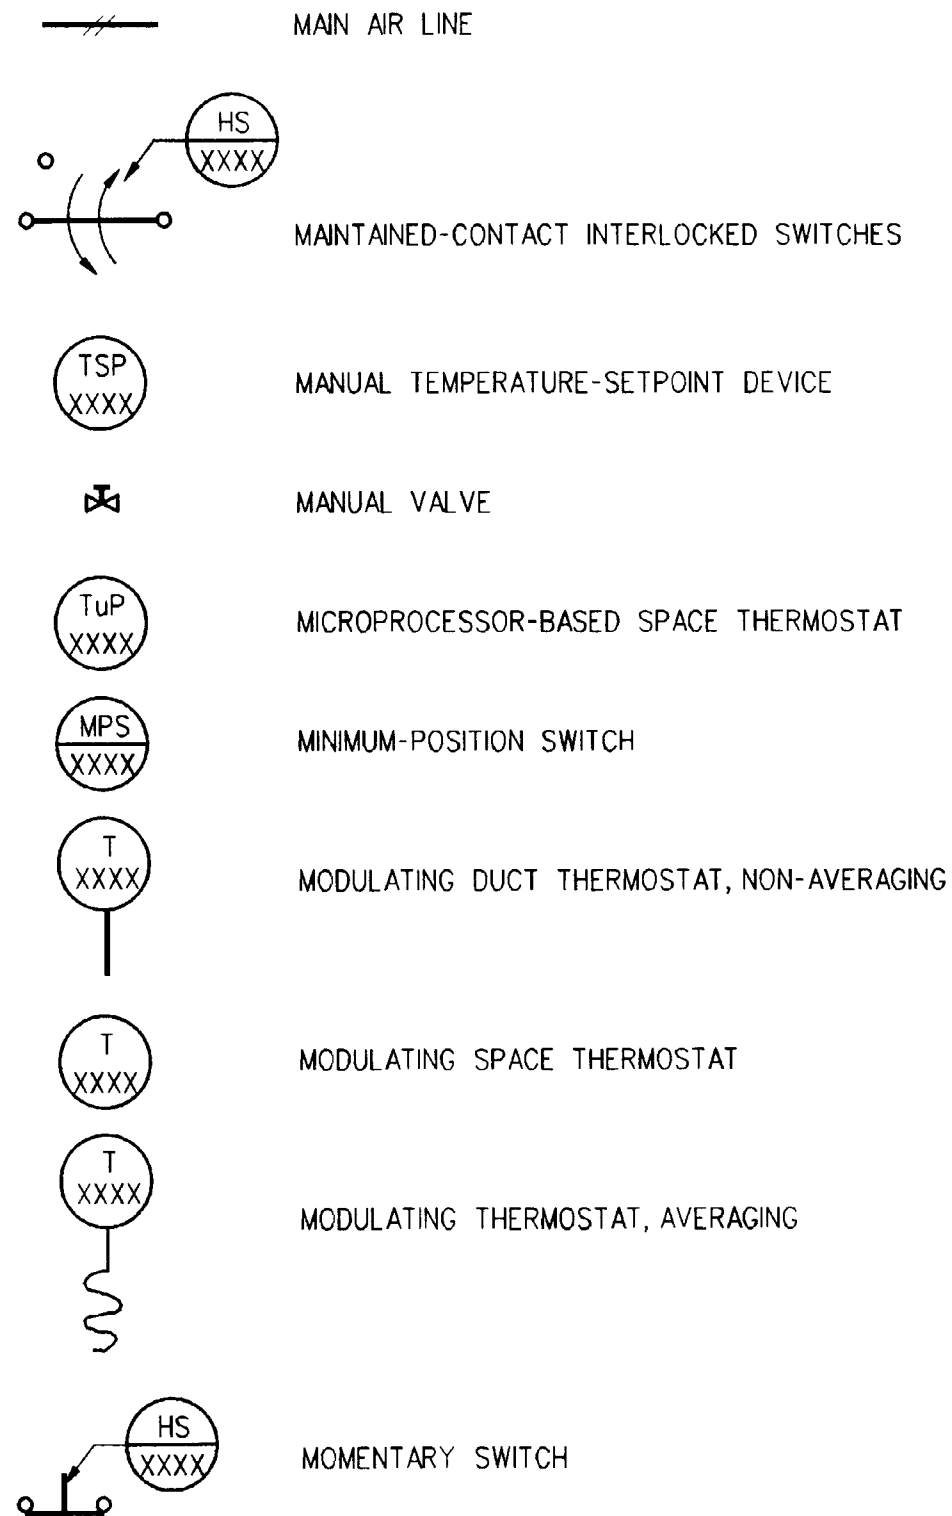 MAIN AIR LINE
HS
XXXX
MAINTAINED-CONTACT INTERLOCKED SWITCHES
TSP
XXXX
MANUAL TEMPERATURE-SETPOINT DEVICE
MANUAL VALVE
TuP
XXXX
MICROPROCESSOR-BASED SPACE THERMOSTAT
MPS
XXXX
MINIMUM-POSITION SWITCH
T
XXXX
MODULATING DUCT THERMOSTAT, NON-AVERAGING
T
XXXX
MODULATING SPACE THERMOSTAT
T
XXXX
MODULATING THERMOSTAT, AVERAGING
HS
XXXX
MOMENTARY SWITCH